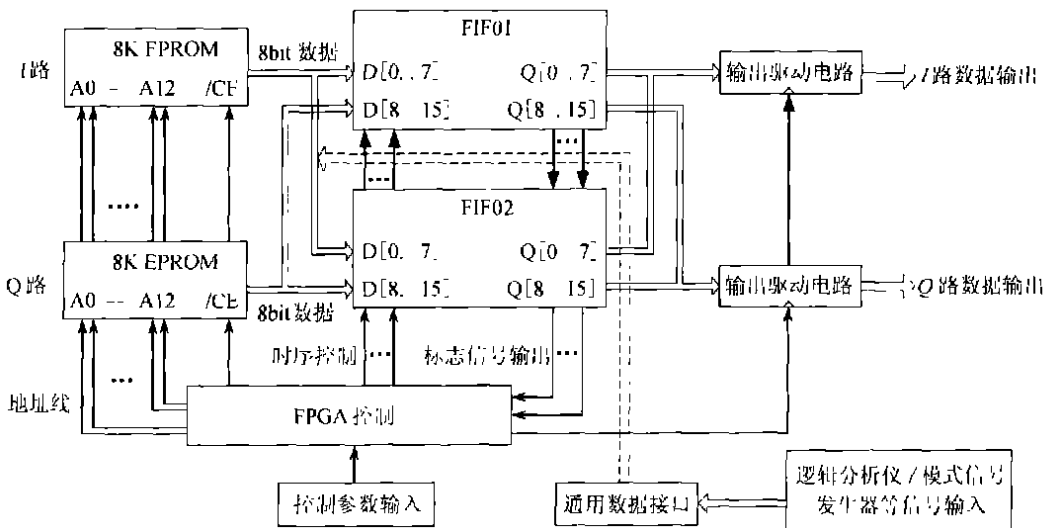 8K FPROM
I路
A0 -- A12 /CF
8bit 数据
FIFO1
D[0..7] Q[0..7]
D[8 15] Q[8.15]
输出驱动电路
I路数据输出
...
....
...
FIFO2
D[0. 7] Q[0 7]
D[8. 15] Q[8 15]
8K EPROM
Q路
A0 -- A12 /CE
8bit 数据
输出驱动电路
Q路数据输出
时序控制 ...
标志信号输出 ...
...
地址线
FPGA 控制
控制参数输入
通用数据接口
逻辑分析仪/模式信号
发生器等信号输入